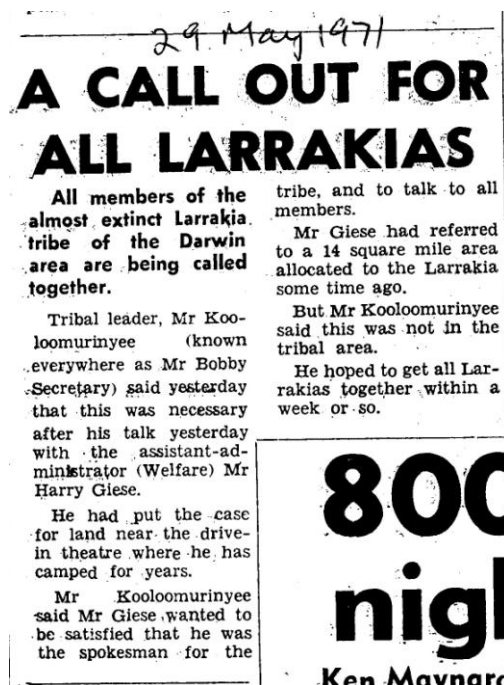 29 May 1971
A CALL OUT FOR
ALL LARRAKIAS
All members of the
almost extinct Larrakia
tribe of the Darwin
area are being called
together.
Tribal leader, Mr Koo-
loomurinyee (known
everywhere as Mr Bobby
Secretary) said yesterday
that this was necessary
after his talk yesterday
with the assistant-ad-
ministrator (Welfare) Mr
Harry Giese.
He had put the case
for land near the drive-
in theatre where he has
camped for years.
Mr Kooloomurinyee
said Mr Giese wanted to
be satisfied that he was
the spokesman for the
tribe, and to talk to all
members.
Mr Giese had referred
to a 14 square mile area
allocated to the Larrakia
some time ago.
But Mr Kooloomurinyee
said this was not in the
tribal area.
He hoped to get all Lar-
rakias together within a
week or so.
800
nigh
Ken Maynard